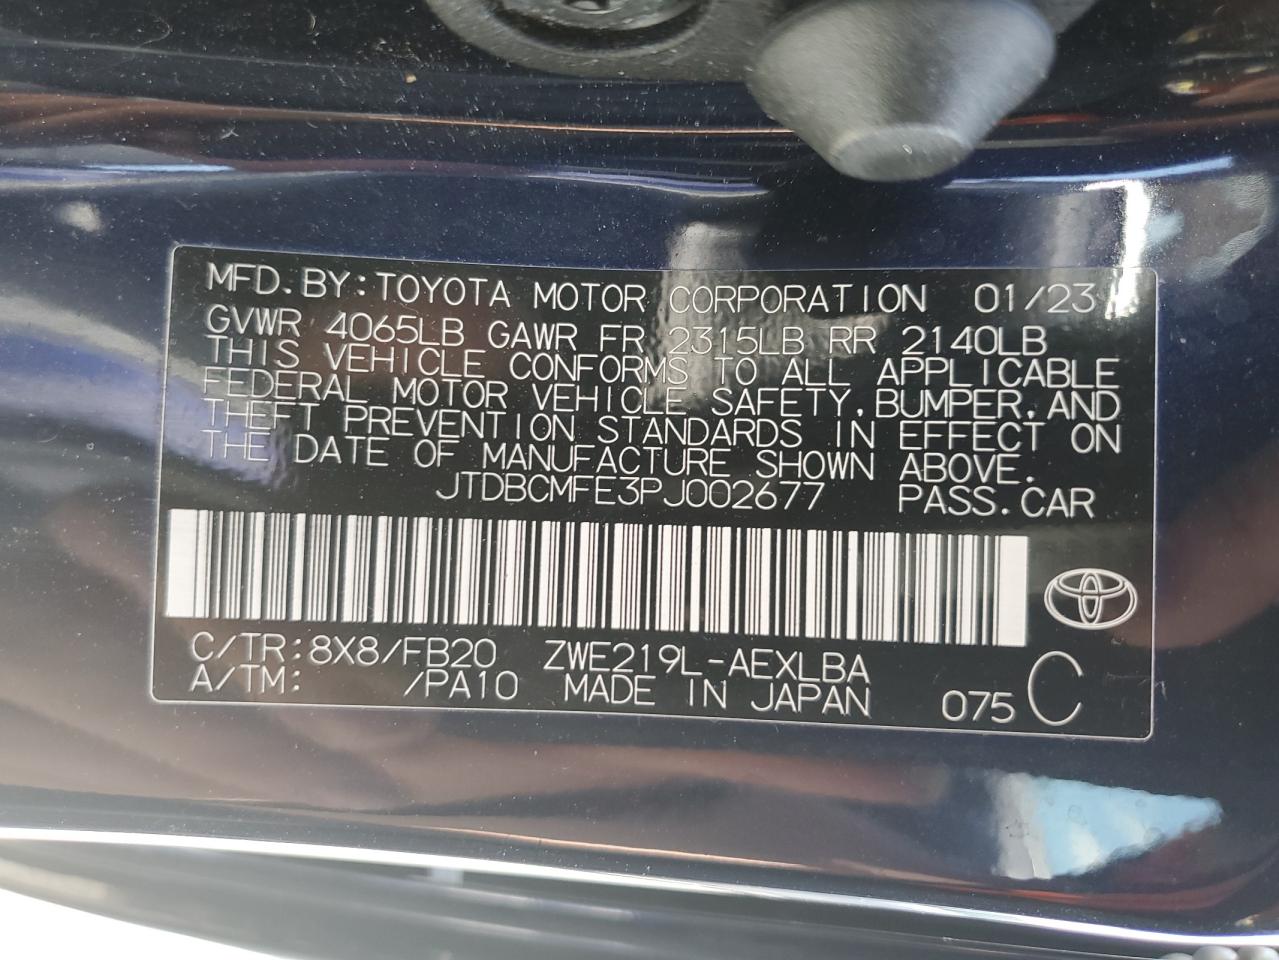 MFD.BY:TOYOTA MOTOR CORPORATION 01/23
GVWR 4065LB GAWR FR 2315LB RR 2140LB
THIS VEHICLE CONFORMS TO ALL APPLICABLE
FEDERAL MOTOR VEHICLE SAFETY,BUMPER,AND
THEFT PREVENTION STANDARDS IN EFFECT ON
THE DATE OF MANUFACTURE SHOWN ABOVE.
JTDBCMFE3PJ002677 PASS.CAR
C/TR:8X8/FB20 ZWE219L-AEXLBA
A/TM: /PA10 MADE IN JAPAN 075 C